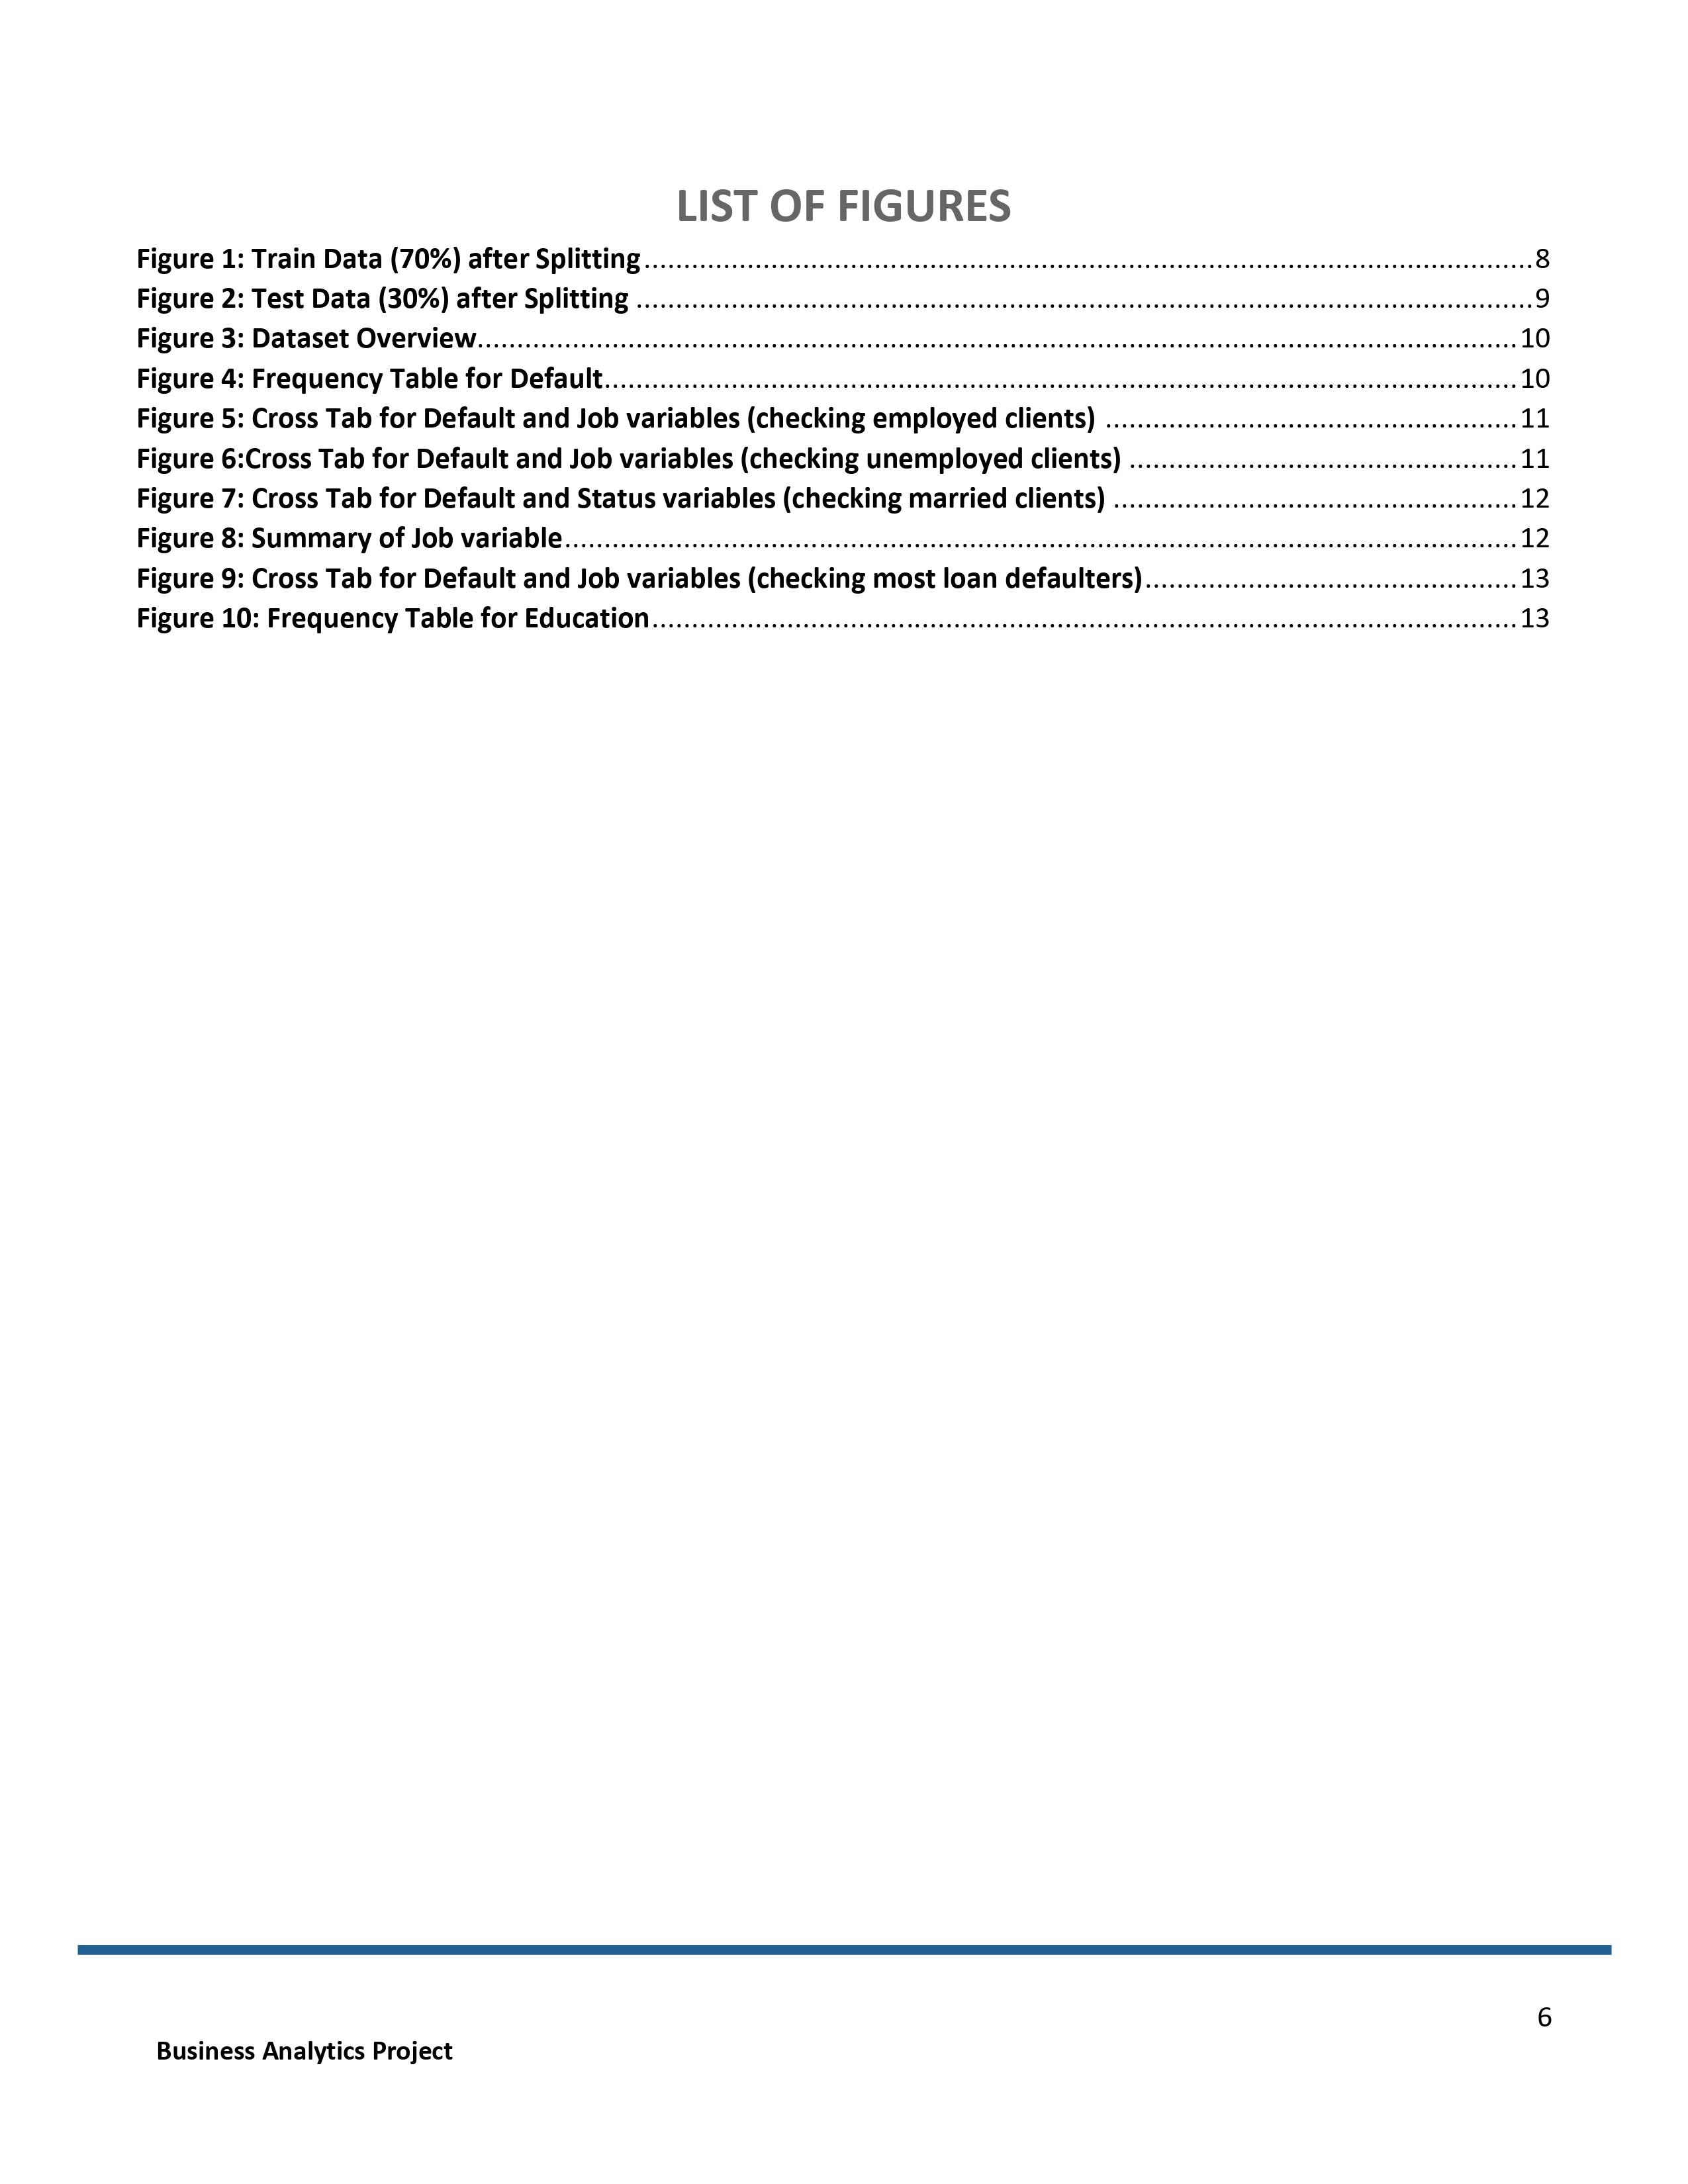 LIST OF FIGURES
Figure 1: Train Data (70%) after Splitting................................................................................................................8
Figure 2: Test Data (30%) after Splitting .................................................................................................................9
Figure 3: Dataset Overview...................................................................................................................................10
Figure 4: Frequency Table for Default...................................................................................................................10
Figure 5: Cross Tab for Default and Job variables (checking employed clients) ....................................................11
Figure 6:Cross Tab for Default and Job variables (checking unemployed clients) .................................................11
Figure 7: Cross Tab for Default and Status variables (checking married clients) ...................................................12
Figure 8: Summary of Job variable........................................................................................................................12
Figure 9: Cross Tab for Default and Job variables (checking most loan defaulters)...............................................13
Figure 10: Frequency Table for Education.............................................................................................................13
6
Business Analytics Project